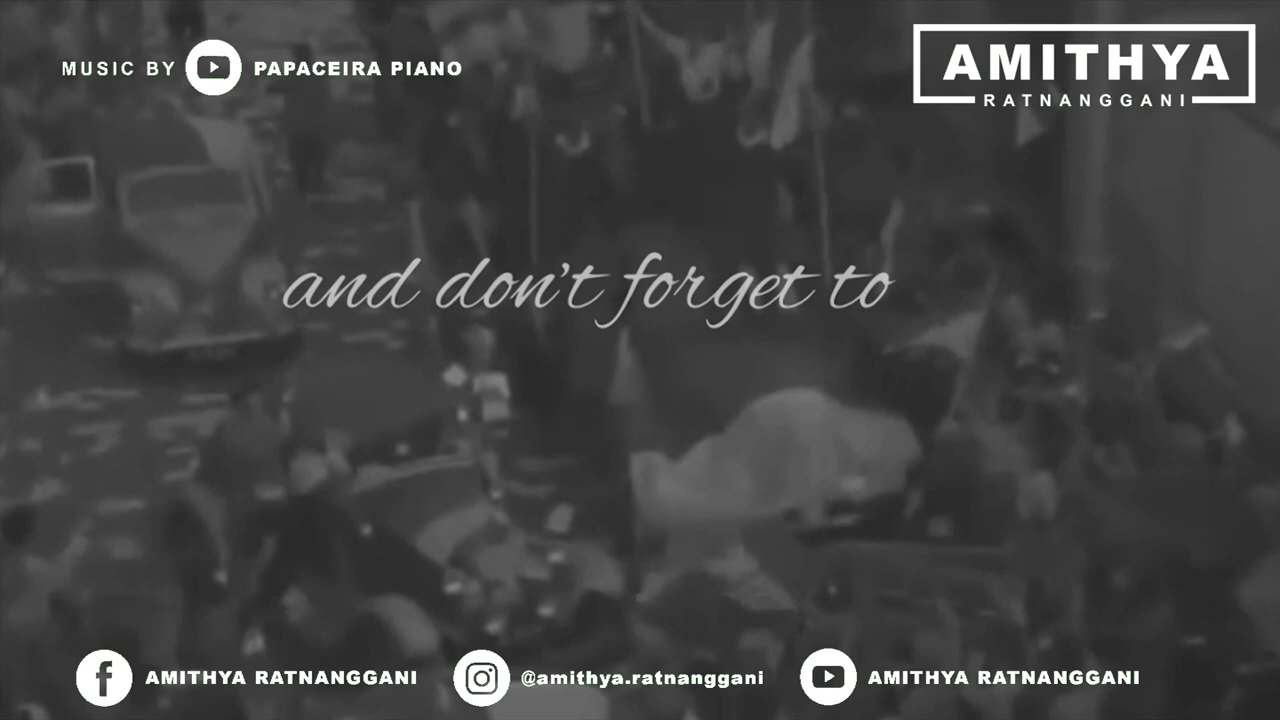 MUSIC BY PAPACEIRA PIANO
AMITHYA
RATNANGGANI
and don't forget to
AMITHYA RATNANGGANI
@amithya.ratnanggani
AMITHYA RATNANGGANI